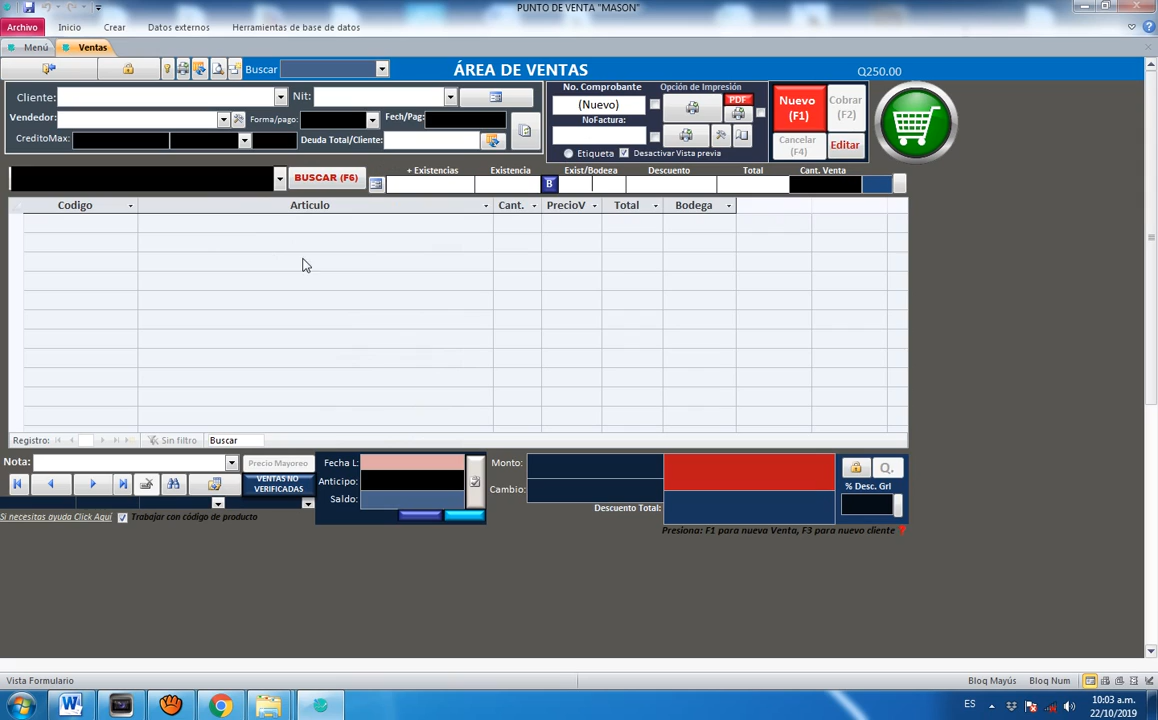 PUNTO DE VENTA "MASON"
Archivo Inicio Crear Datos externos Herramientas de base de datos
Menú Ventas
Buscar ÁREA DE VENTAS Q250.00
Cliente: Nit:
Vendedor: Forma/pago: Fech/Pag:
CreditoMax: Deuda Total/Cliente:
No. Comprobante Opción de Impresión
(Nuevo) PDF
NoFactura:
Etiqueta Desactivar Vista previa
Nuevo (F1) Cobrar (F2)
Cancelar (F4) Editar
BUSCAR (F6) + Existencias Existencia Exist/Bodega Descuento Total Cant. Venta
B
Codigo Articulo Cant. PrecioV Total Bodega
Registro: Sin filtro Buscar
Nota: Precio Mayoreo
VENTAS NO VERIFICADAS
Si necesitas ayuda Click Aquí Trabajar con código de producto
Fecha L:
Anticipo:
Saldo:
Monto:
Cambio:
Descuento Total:
Q.
% Desc. Grl
Presiona: F1 para nueva Venta, F3 para nuevo cliente
Vista Formulario Bloq Mayús Bloq Num
ES 10:03 a.m.
22/10/2019